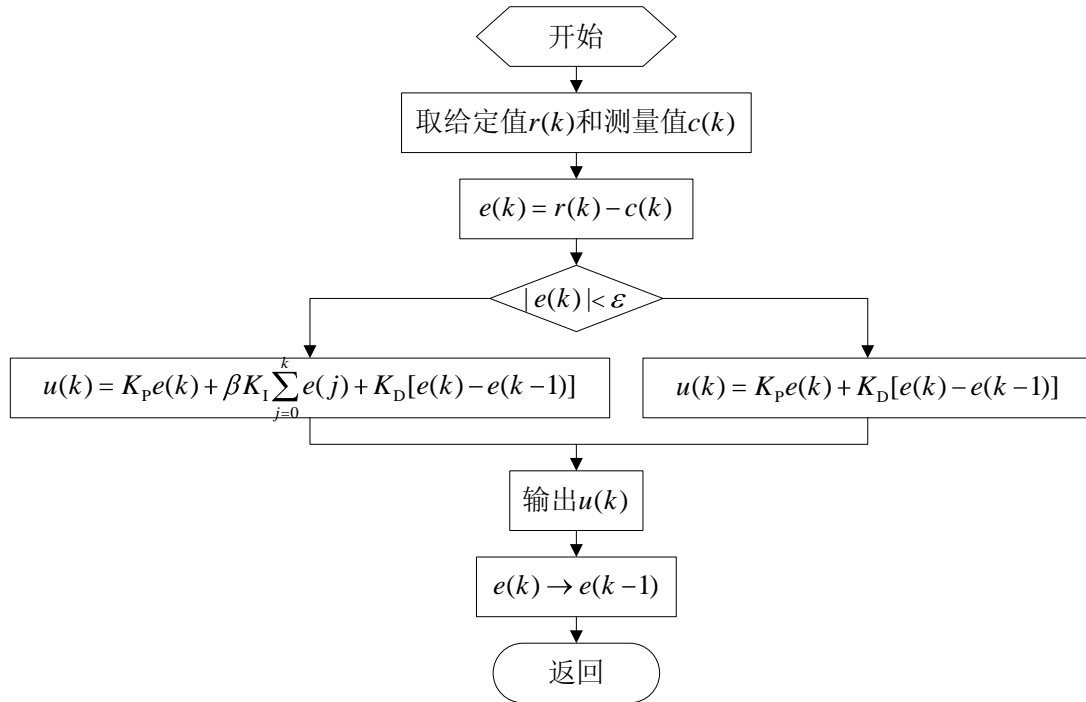 开始
取给定值r(k)和测量值c(k)
e(k) = r(k) − c(k)
| e(k) |< ε
u(k) = K_P e(k) + βK_I ∑_{j=0}^{k} e(j) + K_D[e(k) − e(k −1)]
u(k) = K_P e(k) + K_D[e(k) − e(k −1)]
输出u(k)
e(k) → e(k −1)
返回